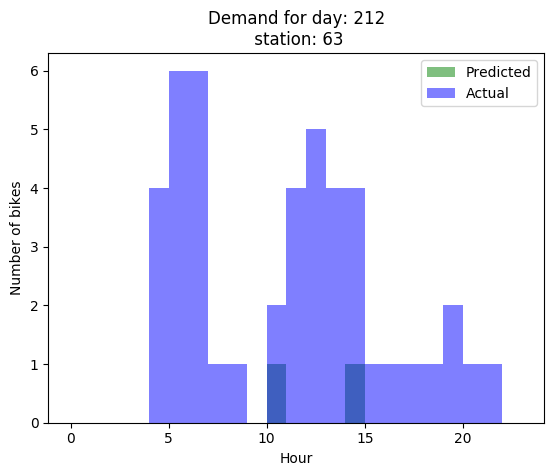 Demand for day: 212
station: 63
Predicted
Actual
6
5
4
3
2
1
0
Number of bikes
0 5 10 15 20
Hour